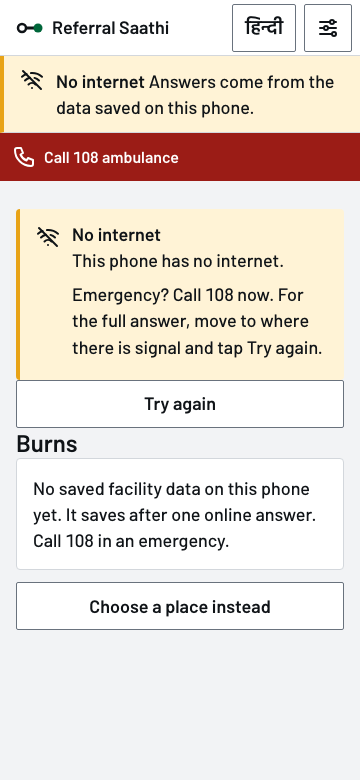 Referral Saathi
हिन्दी
No internet Answers come from the
data saved on this phone.
Call 108 ambulance
No internet
This phone has no internet.
Emergency? Call 108 now. For
the full answer, move to where
there is signal and tap Try again.
Try again
Burns
No saved facility data on this phone
yet. It saves after one online answer.
Call 108 in an emergency.
Choose a place instead